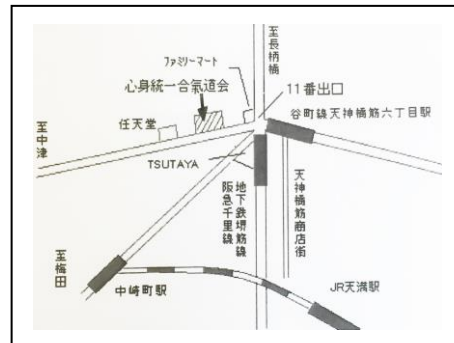 至長柄橋
ファミリーマート
心身統一合氣道会
11番出口
谷町線天神橋筋六丁目駅
任天堂
至中津
TSUTAYA
地下鉄堺筋線
阪急千里線
天神橋筋商店街
至梅田
中崎町駅
JR天満駅